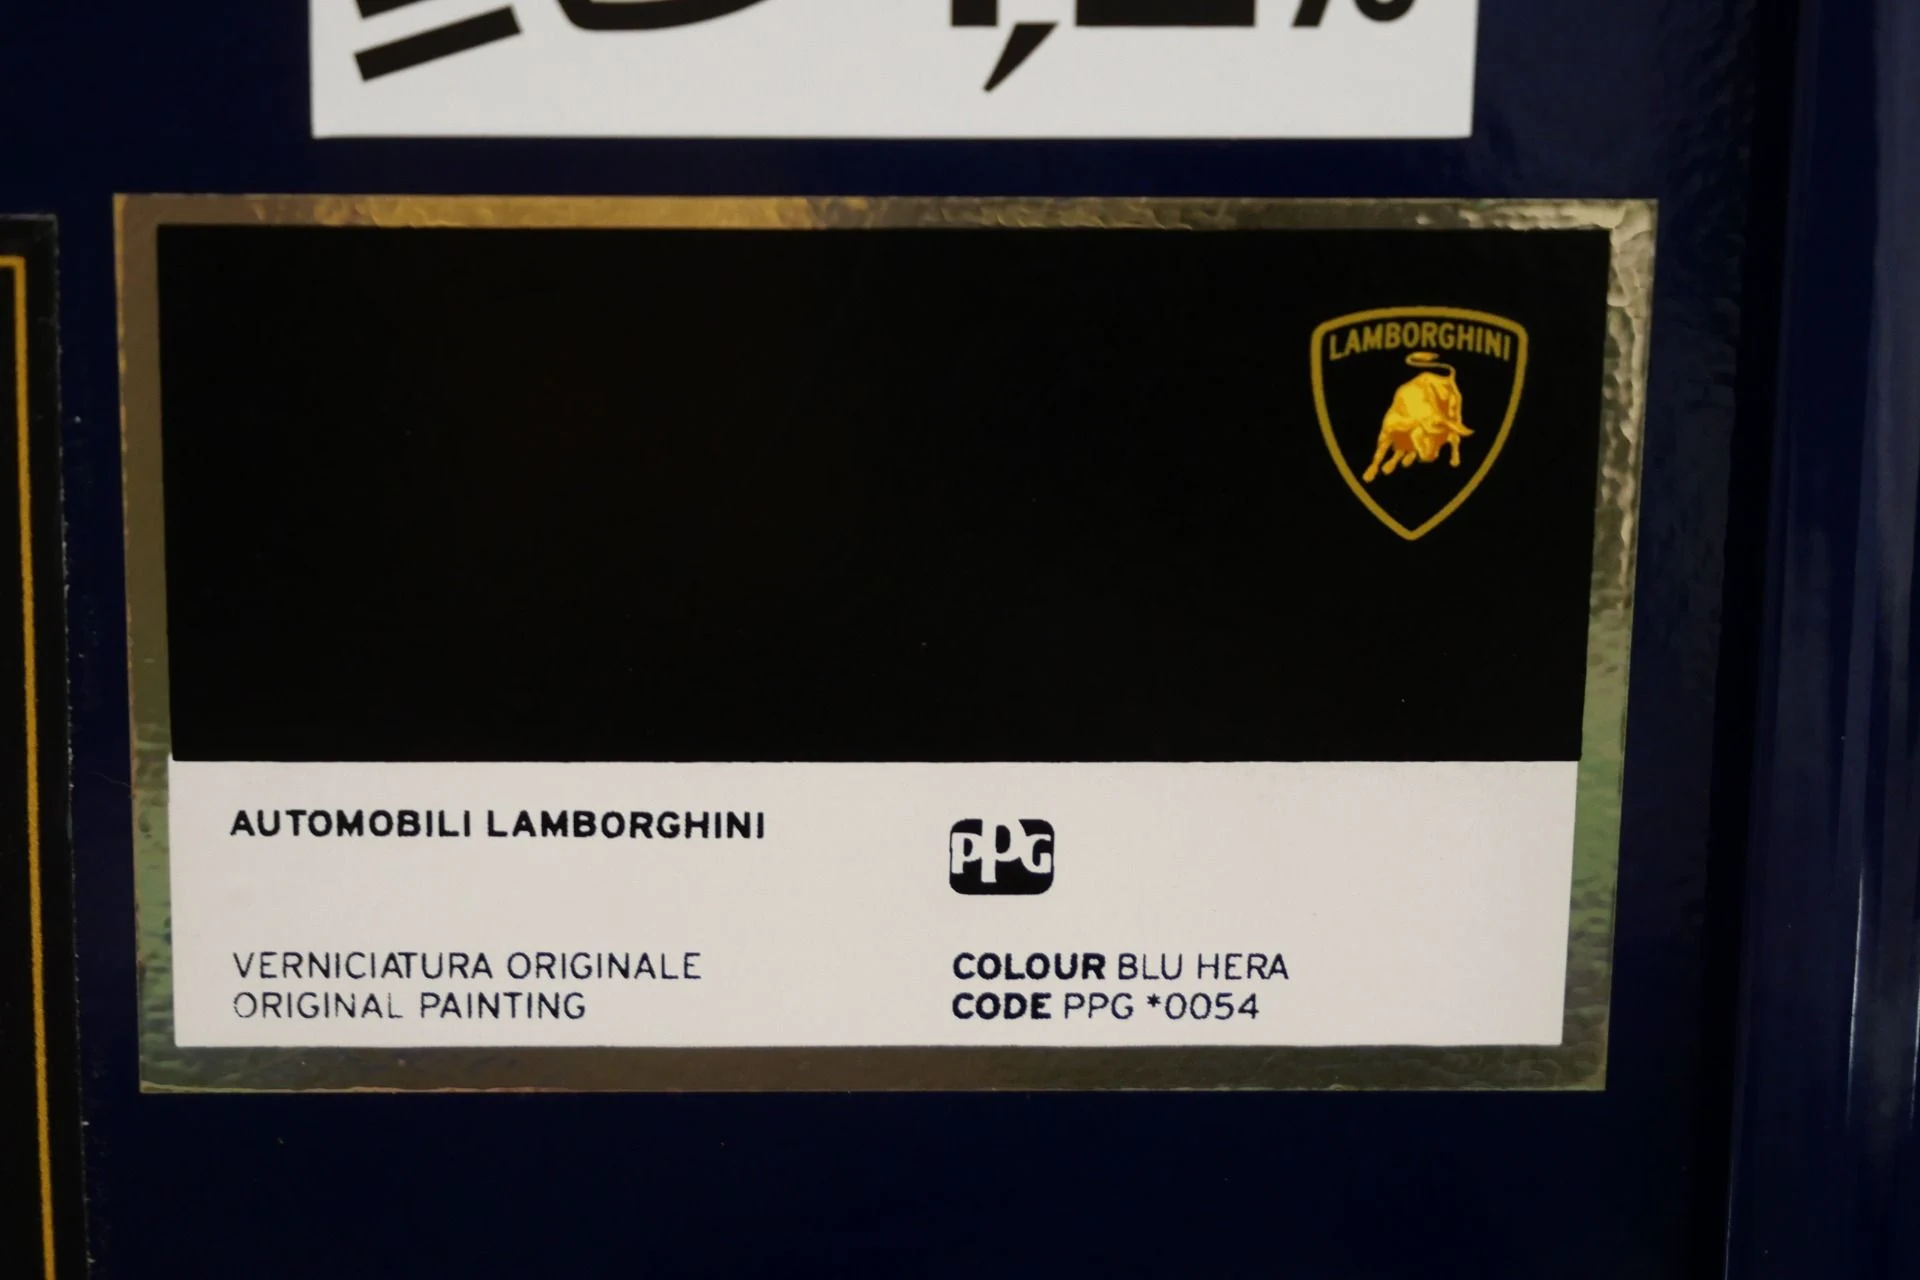 LAMBORGHINI
AUTOMOBILI LAMBORGHINI
PPG
VERNICIATURA ORIGINALE
ORIGINAL PAINTING
COLOUR BLU HERA
CODE PPG *0054